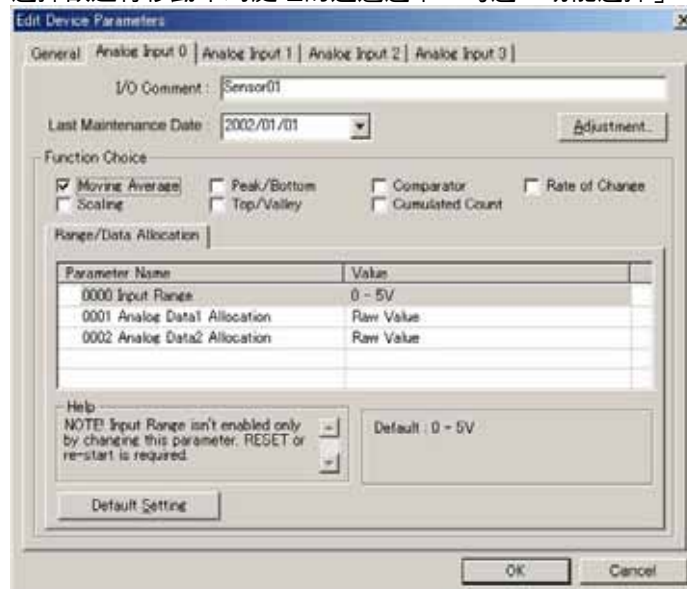 Edit Device Parameters
General Analog Input 0 Analog Input 1 Analog Input 2 Analog Input 3
I/O Comment : Sensor01
Last Maintenance Date 2002/01/01 Adjustment..
Function Choice
Moving Average Peak/Bottom Comparator Rate of Change
Scaling Top/Valley Cumulated Count
Range/Data Allocation
Parameter Name Value
0000 Input Range 0 - 5V
0001 Analog Data1 Allocation Raw Value
0002 Analog Data2 Allocation Raw Value
Help
NOTE! Input Range isn't enabled only
by changing this parameter. RESET or
re-start is required.
Default : 0 - 5V
Default Setting
OK Cancel